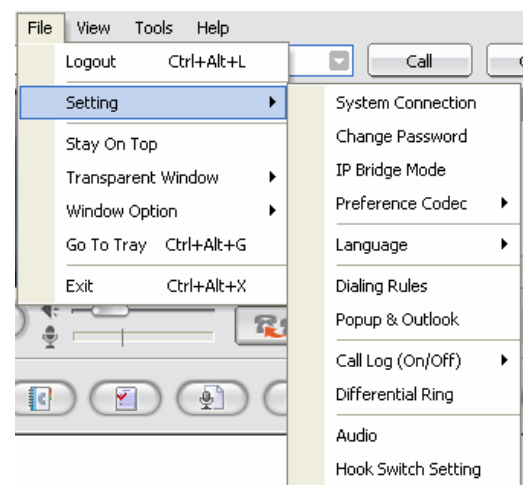 File View Tools Help
Call
Logout Ctrl+Alt+L
Setting
Stay On Top
Transparent Window
Window Option
Go To Tray Ctrl+Alt+G
Exit Ctrl+Alt+X
System Connection
Change Password
IP Bridge Mode
Preference Codec
Language
Dialing Rules
Popup & Outlook
Call Log (On/Off)
Differential Ring
Audio
Hook Switch Setting